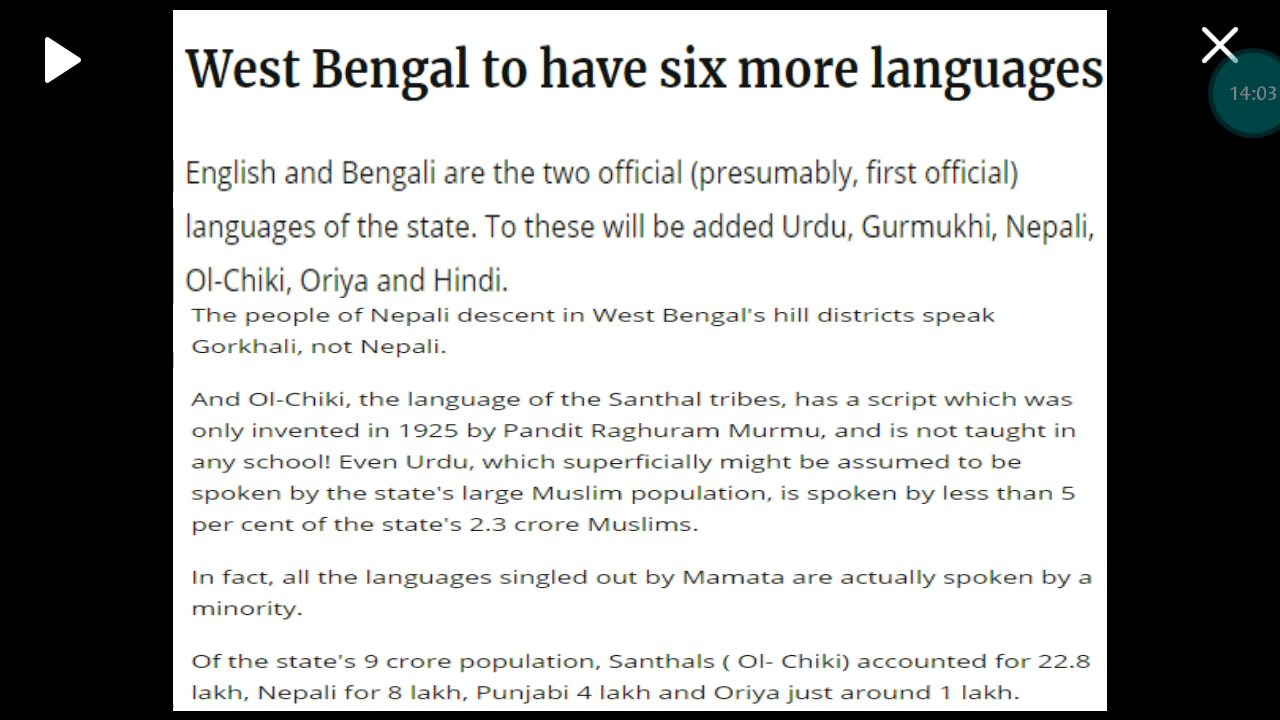 West Bengal to have six more languages
14:03
English and Bengali are the two official (presumably, first official)
languages of the state. To these will be added Urdu, Gurmukhi, Nepali,
Ol-Chiki, Oriya and Hindi.
The people of Nepali descent in West Bengal's hill districts speak
Gorkhali, not Nepali.
And Ol-Chiki, the language of the Santhal tribes, has a script which was
only invented in 1925 by Pandit Raghuram Murmu, and is not taught in
any school! Even Urdu, which superficially might be assumed to be
spoken by the state's large Muslim population, is spoken by less than 5
per cent of the state's 2.3 crore Muslims.
In fact, all the languages singled out by Mamata are actually spoken by a
minority.
Of the state's 9 crore population, Santhals ( Ol- Chiki) accounted for 22.8
lakh, Nepali for 8 lakh, Punjabi 4 lakh and Oriya just around 1 lakh.